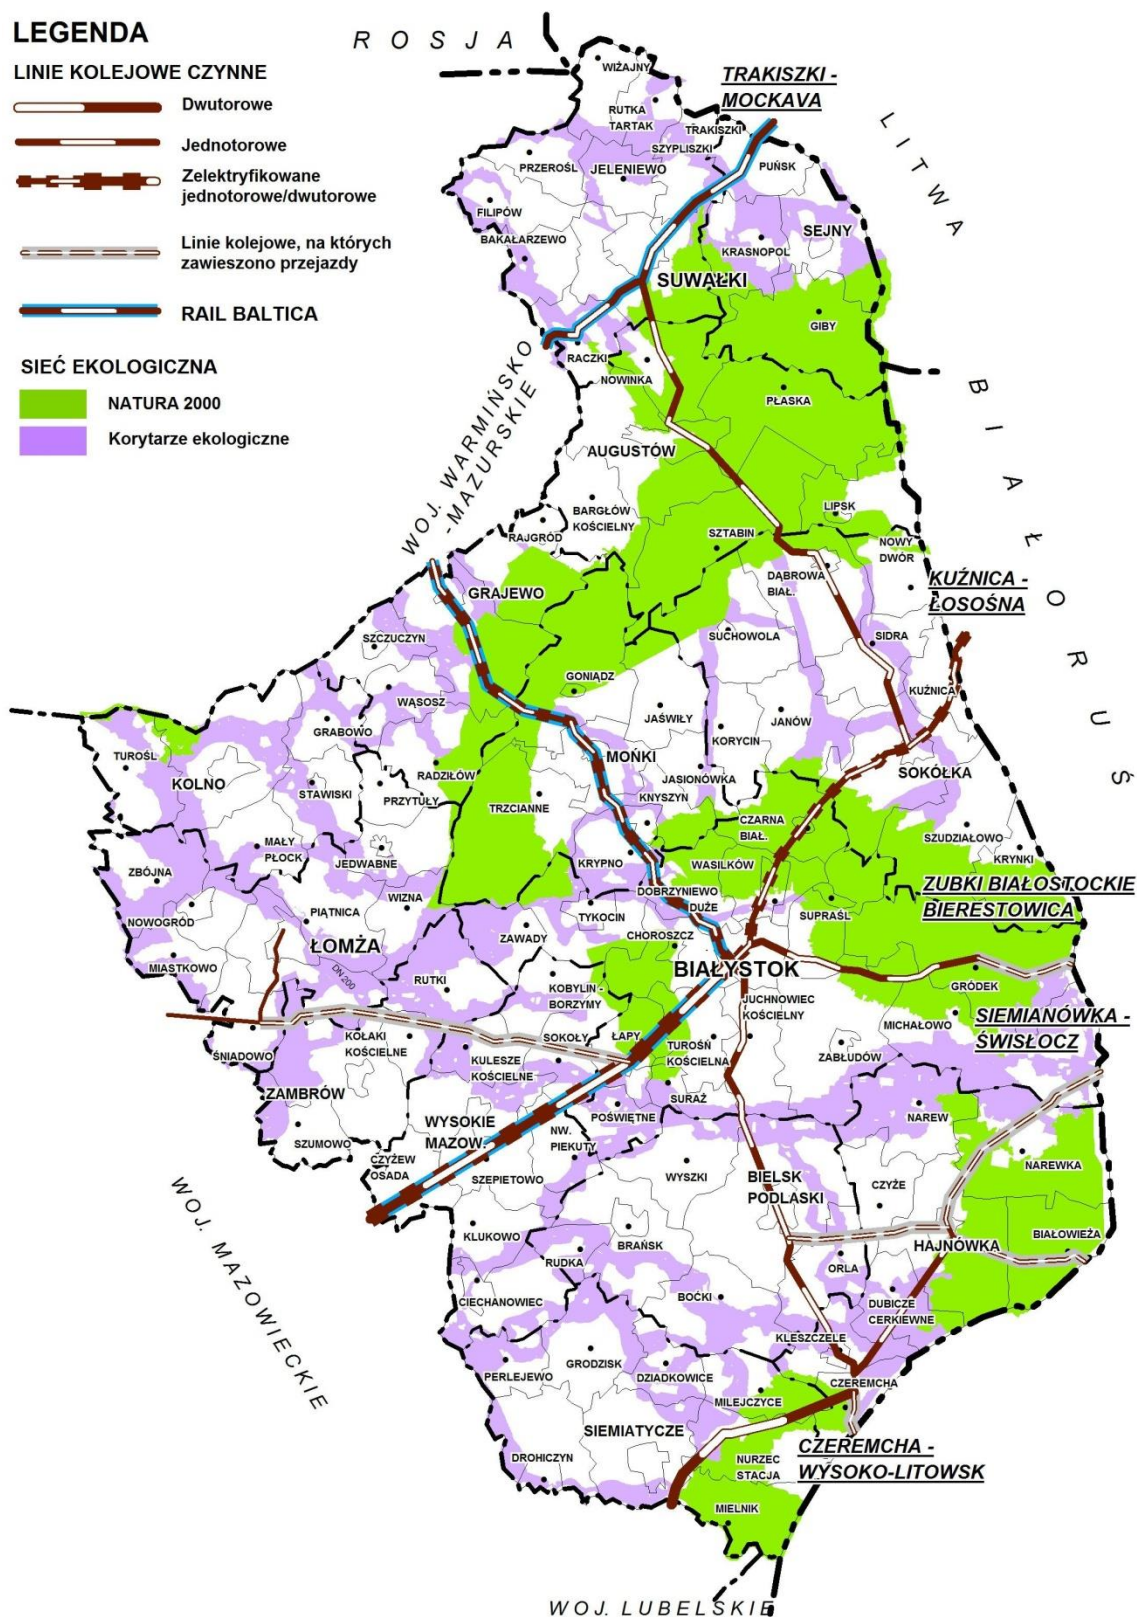 LEGENDA
LINIE KOLEJOWE CZYNNE
Dwutorowe
Jednotorowe
Zelektryfikowane
jednotorowe/dwutorowe
Linie kolejowe, na których
zawieszono przejazdy
RAIL BALTICA
SIEĆ EKOLOGICZNA
NATURA 2000
Korytarze ekologiczne
ROSJA
LITWA
BIAŁORUŚ
WOJ. WARMIŃSKO
-MAZURSKIE
WOJ. MAZOWIECKIE
WOJ. LUBELSKIE
TRAKISZKI -
MOCKAVA
KUŹNICA -
ŁOSOŚNA
ZUBKI BIAŁOSTOCKIE
BIERESTOWICA
SIEMIANÓWKA -
ŚWISŁOCZ
CZEREMCHA -
WYSOKO-LITOWSK
WIŻAJNY
RUTKA
TARTAK
TRAKISZKI
SZYPLISZKI
PUŃSK
PRZEROŚL
JELENIEWO
FILIPÓW
BAKAŁARZEWO
SEJNY
KRASNOPOL
SUWAŁKI
GIBY
RACZKI
NOWINKA
PŁASKA
AUGUSTÓW
BARGŁÓW
KOŚCIELNY
LIPSK
RAJGRÓD
SZTABIN
NOWY
DWÓR
DĄBROWA
BIAŁ.
GRAJEWO
SZCZUCZYN
SUCHOWOLA
SIDRA
GONIĄDZ
KUŹNICA
WĄSOSZ
JAŚWIŁY
JANÓW
GRABOWO
KORYCIN
TUROŚL
MOŃKI
SOKÓŁKA
KOLNO
RADZIŁÓW
JASIONÓWKA
STAWISKI
PRZYTUŁY
TRZCIANNE
KNYSZYN
CZARNA
BIAŁ.
SZUDZIAŁOWO
MAŁY
PŁOCK
JEDWABNE
KRYPNO
WASILKÓW
KRYNKI
ZBÓJNA
DOBRZYNIEWO
DUŻE
WIZNA
NOWOGRÓD
PIĄTNICA
TYKOCIN
SUPRAŚL
ŁOMŻA
ZAWADY
CHOROSZCZ
MIASTKOWO
DN 200
BIAŁYSTOK
RUTKI
KOBYLIN -
BORZYMY
GRÓDEK
JUCHNOWIEC
KOŚCIELNY
MICHAŁOWO
KOŁAKI
KOŚCIELNE
SOKOŁY
ŁAPY
TUROŚŃ
KOŚCIELNA
ŚNIADOWO
KULESZE
KOŚCIELNE
ZABŁUDÓW
ZAMBRÓW
SURAŻ
POŚWIĘTNE
NAREW
WYSOKIE
MAZOW.
SZUMOWO
NW.
PIEKUTY
CZYŻEW
OSADA
SZEPIETOWO
WYSZKI
NAREWKA
BIELSK
PODLASKI
CZYŻE
KLUKOWO
BRAŃSK
HAJNÓWKA
BIAŁOWIEŻA
RUDKA
ORLA
CIECHANOWIEC
BOĆKI
DUBICZE
CERKIEWNE
KLESZCZELE
GRODZISK
PERLEJEWO
DZIADKOWICE
CZEREMCHA
MILEJCZYCE
SIEMIATYCZE
DROHICZYN
NURZEC
STACJA
MIELNIK